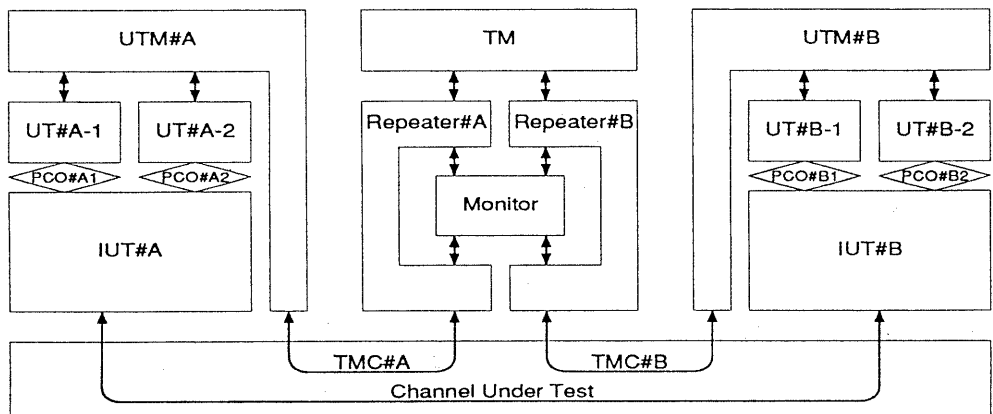 UTM#A
TM
UTM#B
UT#A-1
UT#A-2
Repeater#A
Repeater#B
UT#B-1
UT#B-2
PCO#A1
PCO#A2
PCO#B1
PCO#B2
Monitor
IUT#A
IUT#B
TMC#A
TMC#B
Channel Under Test